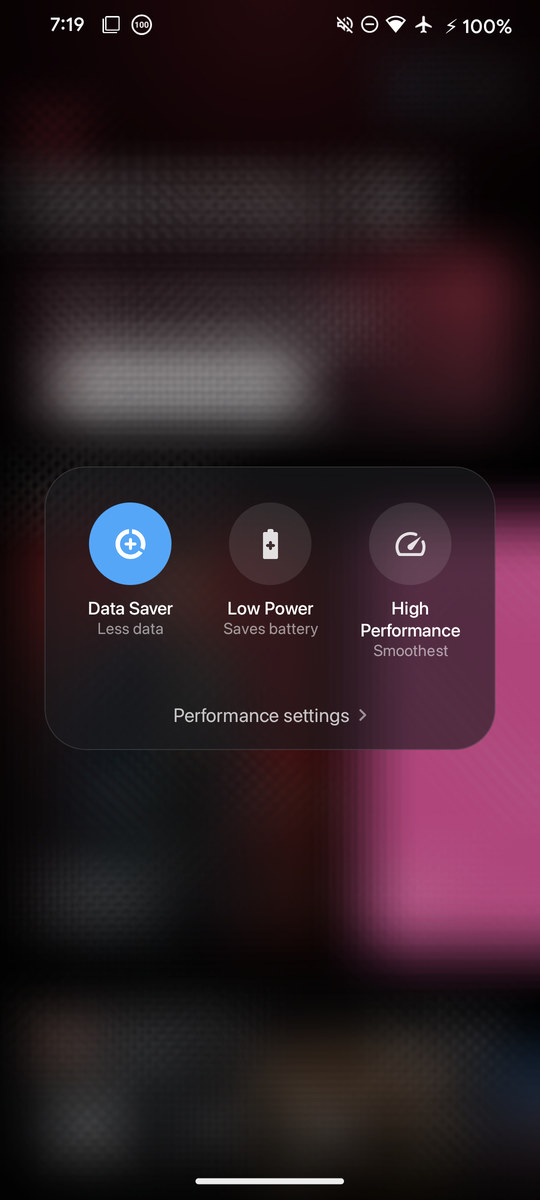 7:19 100 100%
Data Saver
Less data
Low Power
Saves battery
High
Performance
Smoothest
Performance settings